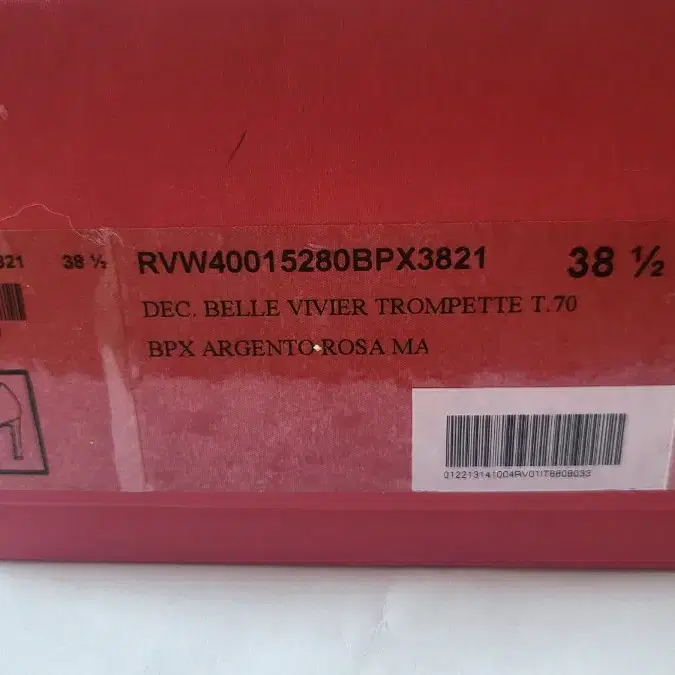 821 38 ½ RVW40015280BPX3821 38 ½
DEC. BELLE VIVIER TROMPETTE T.70
BPX ARGENTO ROSA MA
012213141004RV01IT8808033